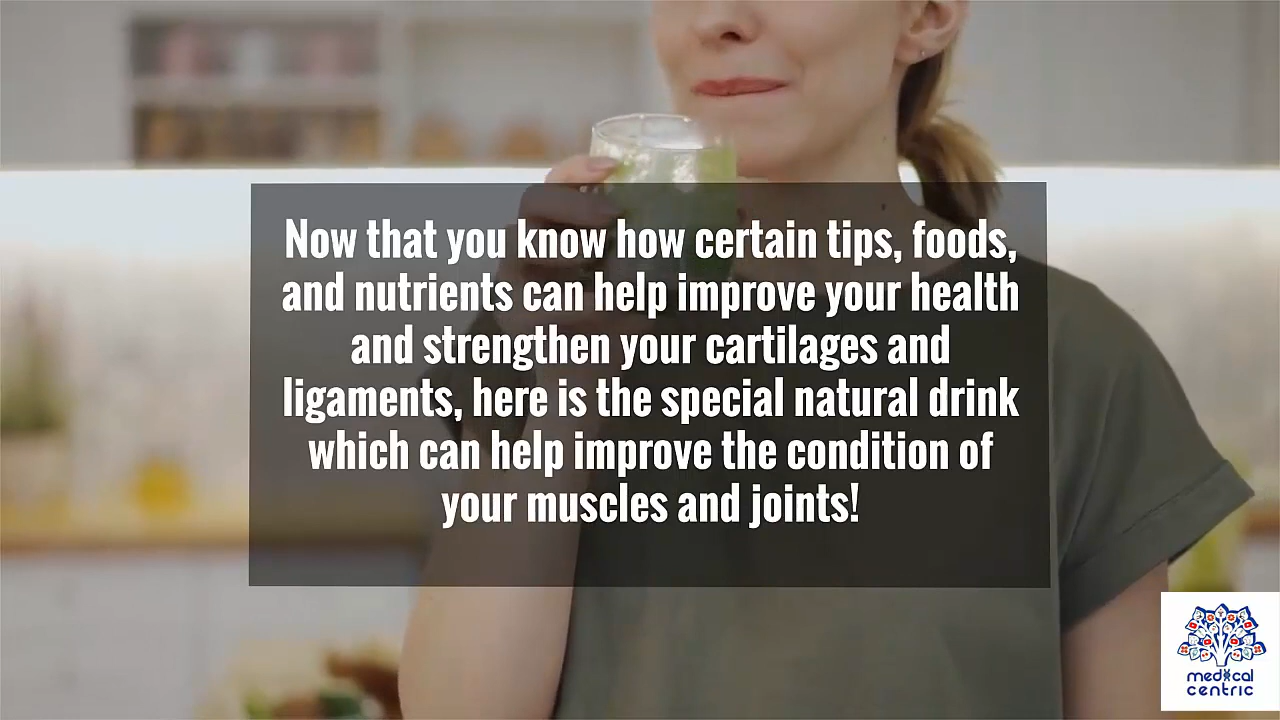 Now that you know how certain tips, foods,
and nutrients can help improve your health
and strengthen your cartilages and
ligaments, here is the special natural drink
which can help improve the condition of
your muscles and joints!
medical
centric